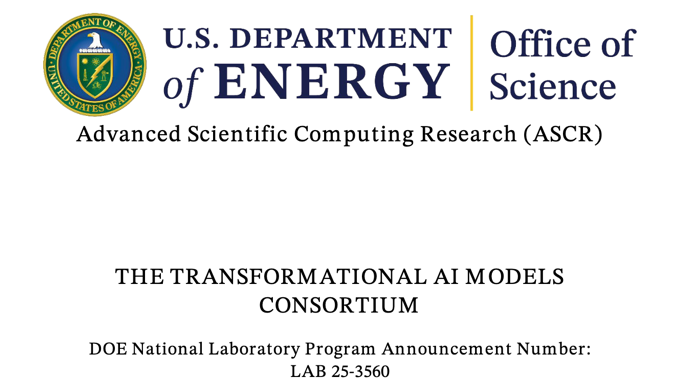 DEPARTMENT OF ENERGY
UNITED STATES OF AMERICA
U.S. DEPARTMENT
of ENERGY
Office of
Science
Advanced Scientific Computing Research (ASCR)
THE TRANSFORMATIONAL AI MODELS
CONSORTIUM
DOE National Laboratory Program Announcement Number:
LAB 25-3560